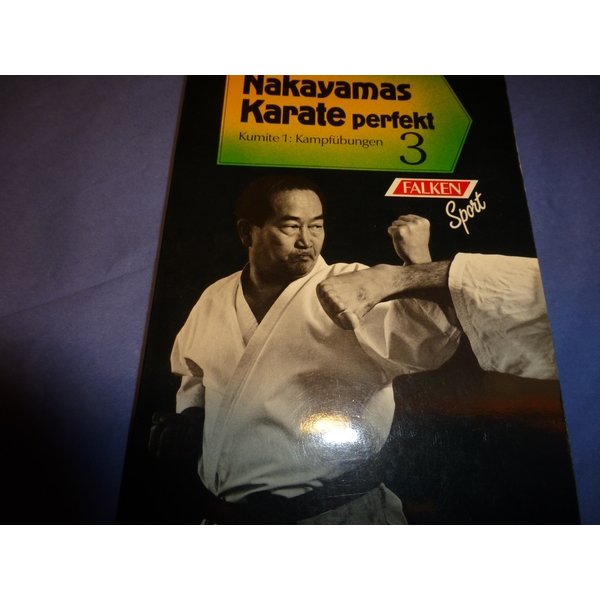 Nakayamas
Karate perfekt
Kumite 1: Kampfübungen 3
FALKEN
Sport